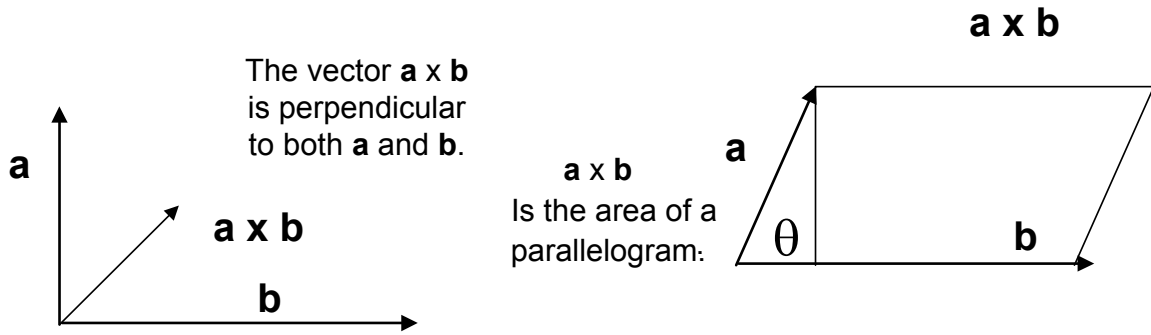 The vector a x b
is perpendicular
to both a and b.
a
a x b
b
a x b
a x b
Is the area of a
parallelogram.
a
θ
b